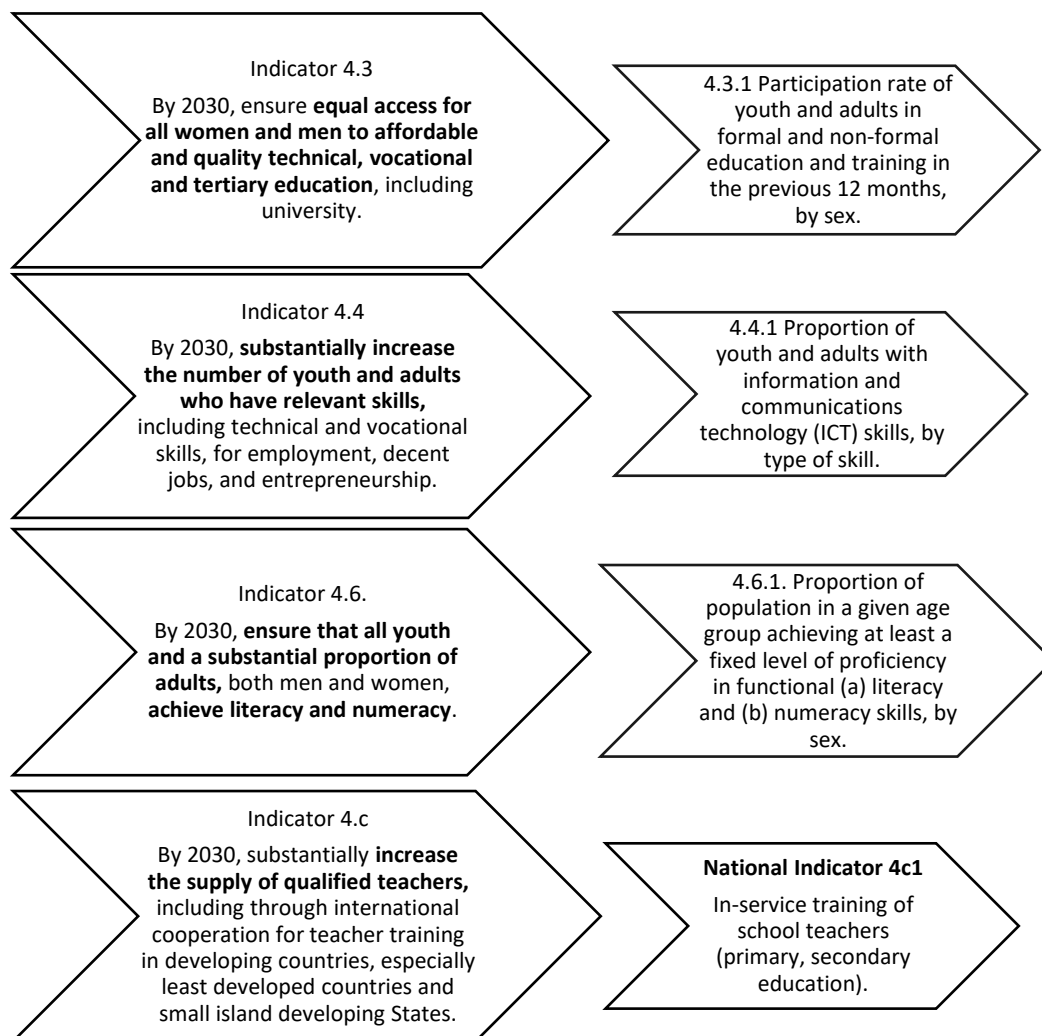 Indicator 4.3
By 2030, ensure equal access for
all women and men to affordable
and quality technical, vocational
and tertiary education, including
university.
4.3.1 Participation rate of
youth and adults in
formal and non-formal
education and training in
the previous 12 months,
by sex.
Indicator 4.4
By 2030, substantially increase
the number of youth and adults
who have relevant skills,
including technical and vocational
skills, for employment, decent
jobs, and entrepreneurship.
4.4.1 Proportion of
youth and adults with
information and
communications
technology (ICT) skills, by
type of skill.
Indicator 4.6.
By 2030, ensure that all youth
and a substantial proportion of
adults, both men and women,
achieve literacy and numeracy.
4.6.1. Proportion of
population in a given age
group achieving at least a
fixed level of proficiency
in functional (a) literacy
and (b) numeracy skills, by
sex.
Indicator 4.c
By 2030, substantially increase
the supply of qualified teachers,
including through international
cooperation for teacher training
in developing countries, especially
least developed countries and
small island developing States.
National Indicator 4c1
In-service training of
school teachers
(primary, secondary
education).